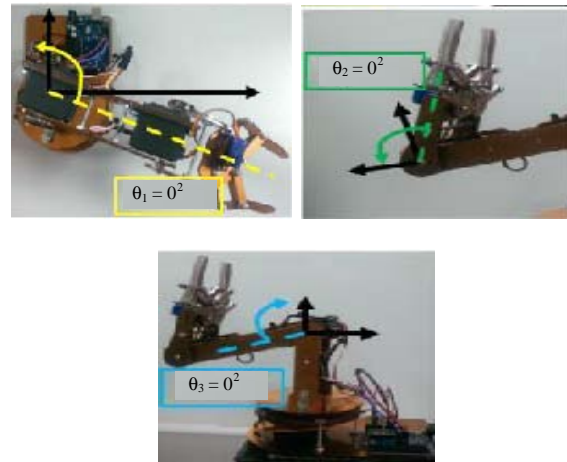 θ₂ = 0²
θ₁ = 0²
θ₃ = 0²